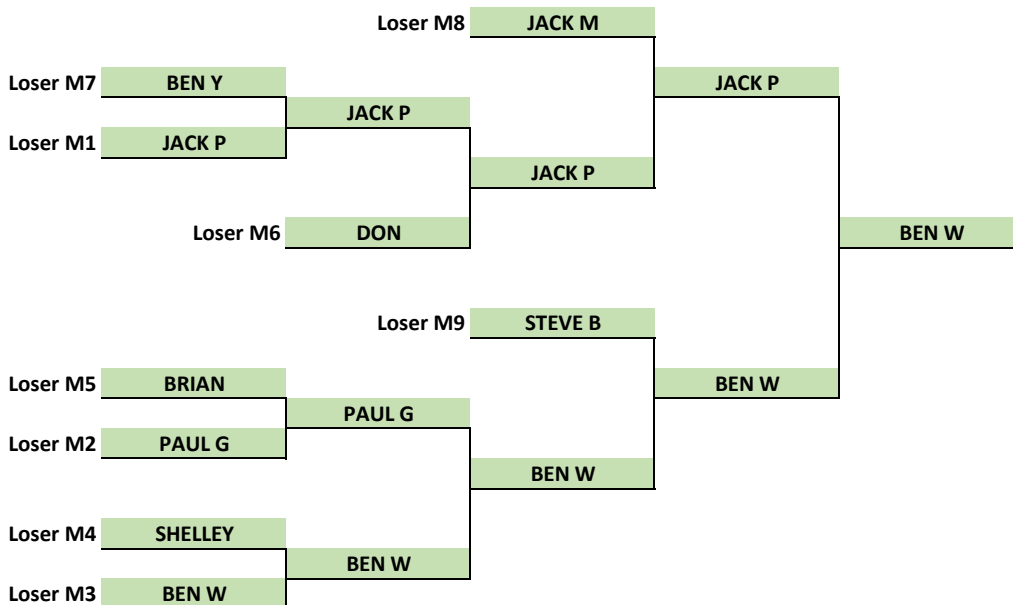 Loser M8 JACK M
Loser M7 BEN Y JACK P
JACK P
Loser M1 JACK P
JACK P
Loser M6 DON BEN W
Loser M9 STEVE B
Loser M5 BRIAN BEN W
PAUL G
Loser M2 PAUL G
BEN W
Loser M4 SHELLEY
BEN W
Loser M3 BEN W